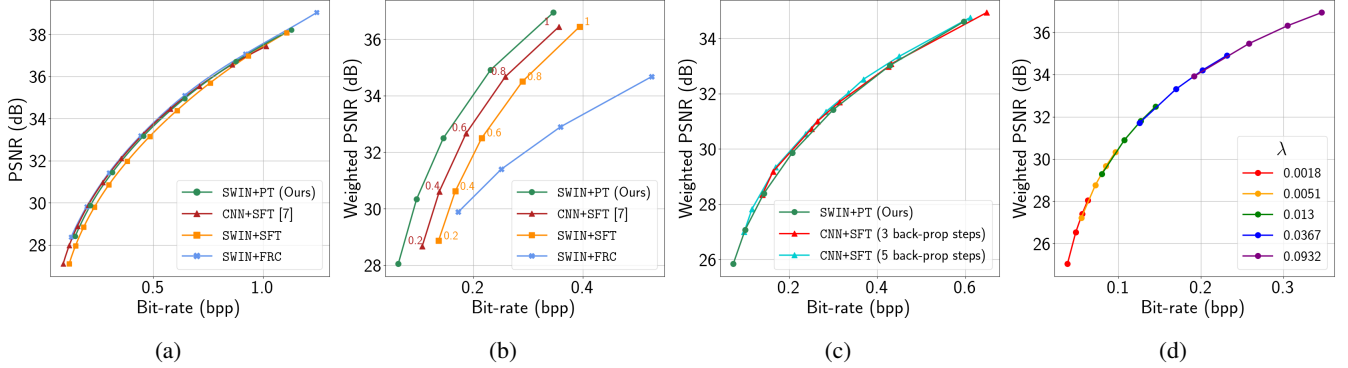 PSNR (dB)
38
36
34
32
30
28
0.5
1.0
Bit-rate (bpp)
SWIN+PT (Ours)
CNN+SFT [7]
SWIN+SFT
SWIN+FRC
(a)
Weighted PSNR (dB)
36
34
32
30
28
0.2
0.4
Bit-rate (bpp)
1
0.8
0.6
0.4
0.2
1
0.8
0.6
0.4
0.2
SWIN+PT (Ours)
CNN+SFT [7]
SWIN+SFT
SWIN+FRC
(b)
Weighted PSNR (dB)
34
32
30
28
26
0.2
0.4
0.6
Bit-rate (bpp)
SWIN+PT (Ours)
CNN+SFT (3 back-prop steps)
CNN+SFT (5 back-prop steps)
(c)
Weighted PSNR (dB)
36
34
32
30
28
26
0.1
0.2
0.3
Bit-rate (bpp)
λ
0.0018
0.0051
0.013
0.0367
0.0932
(d)